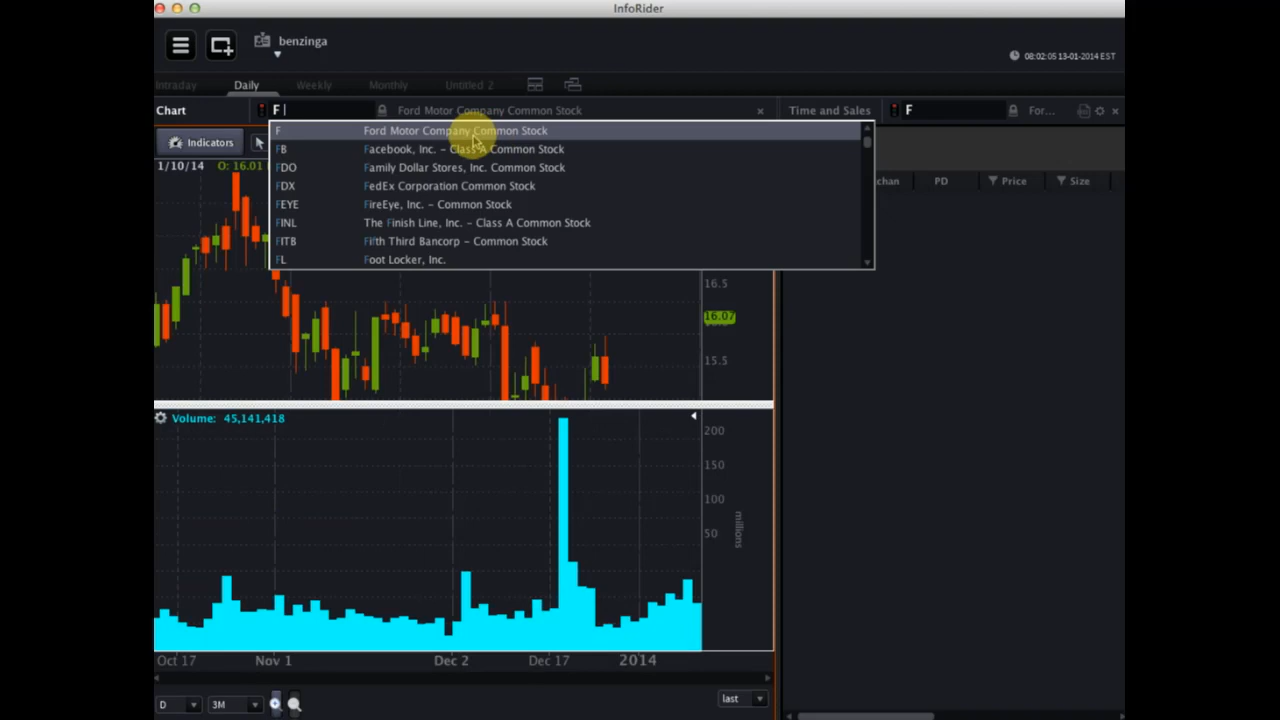 InfoRider
benzinga
08:02:05 13-01-2014 EST
Intraday Daily Weekly Monthly Untitled 2
Chart F Ford Motor Company Common Stock × Time and Sales F For... ×
F Ford Motor Company Common Stock
Indicators
FB Facebook, Inc. – Class A Common Stock
1/10/14 O: 16.01
FDO Family Dollar Stores, Inc. Common Stock
FDX FedEx Corporation Common Stock
chan PD Price Size
FEYE FireEye, Inc. – Common Stock
FINL The Finish Line, Inc. – Class A Common Stock
FITB Fifth Third Bancorp – Common Stock
FL Foot Locker, Inc.
16.5
16.07
15.5
Volume: 45,141,418
200
150
100
50
millions
Oct 17 Nov 1 Dec 2 Dec 17 2014
D 3M last